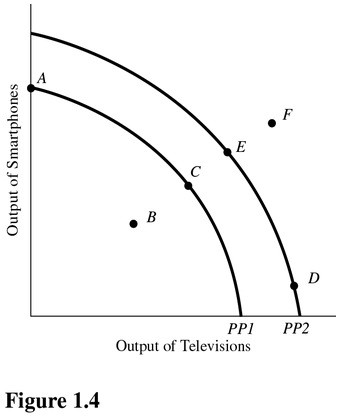 A
F
E
C
B
D
Output of Smartphones
PP1 PP2
Output of Televisions
Figure 1.4